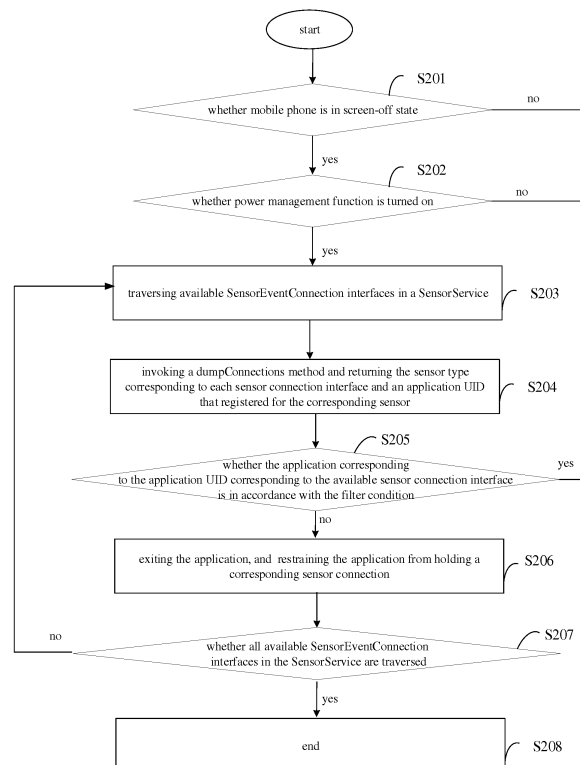 start
S201
whether mobile phone is in screen-off state
no
yes
S202
whether power management function is turned on
no
yes
traversing available SensorEventConnection interfaces in a SensorService
S203
invoking a dumpConnections method and returning the sensor type
corresponding to each sensor connection interface and an application UID
that registered for the corresponding sensor
S204
S205
whether the application corresponding
to the application UID corresponding to the available sensor connection interface
is in accordance with the filter condition
yes
no
exiting the application, and restraining the application from holding a
corresponding sensor connection
S206
S207
no
whether all available SensorEventConnection
interfaces in the SensorService are traversed
yes
end
S208